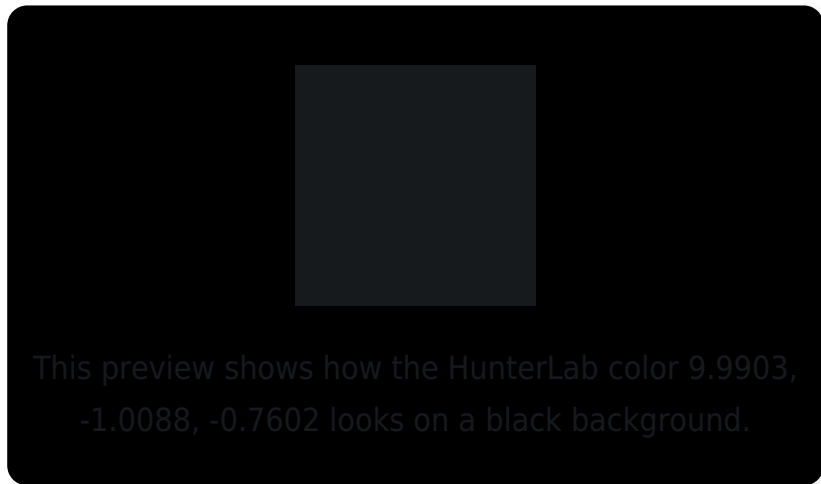 This preview shows how the HunterLab color 9.9903,
-1.0088, -0.7602 looks on a black background.